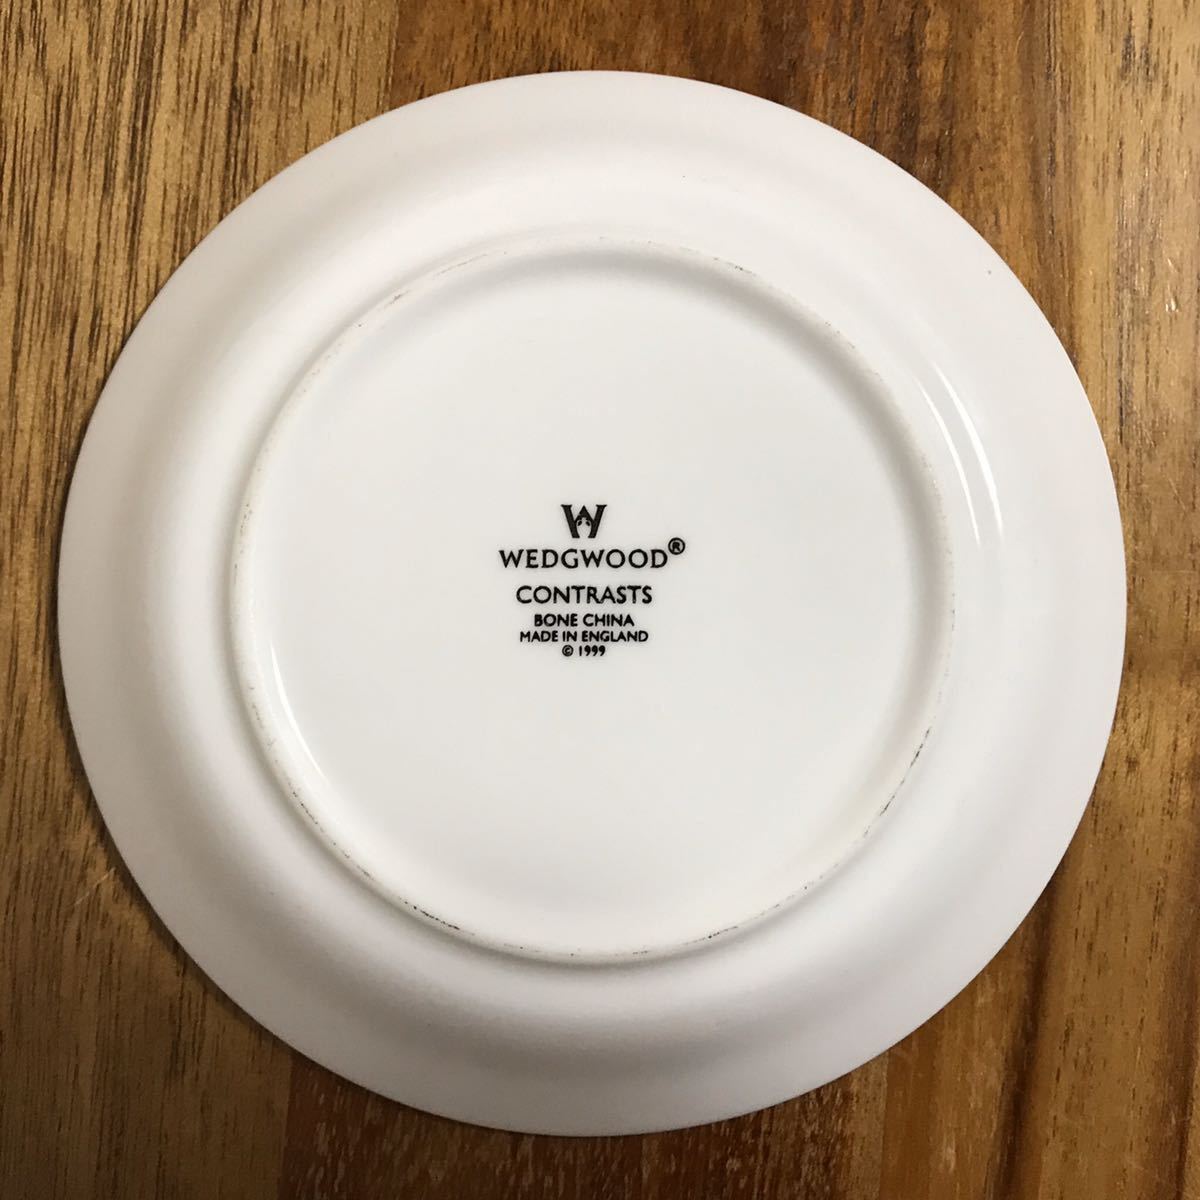 W
WEDGWOOD®
CONTRASTS
BONE CHINA
MADE IN ENGLAND
© 1999